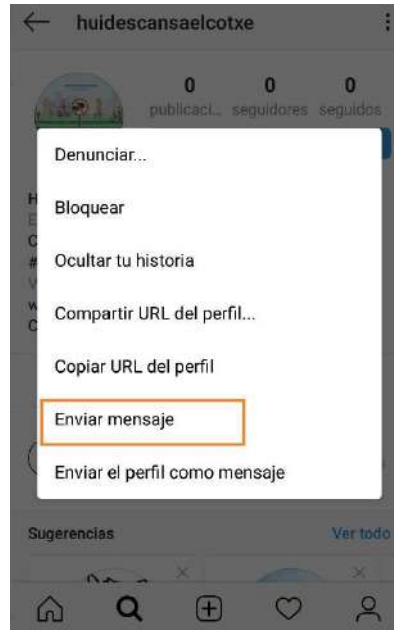 huidescansaelcotxe
0 0 0
publicaci... seguidores seguidos
Denunciar...
H
E
Bloquear
C
Ocultar tu historia
#
V
w
Compartir URL del perfil...
C
Copiar URL del perfil
Enviar mensaje
Enviar el perfil como mensaje
Sugerencias Ver todo